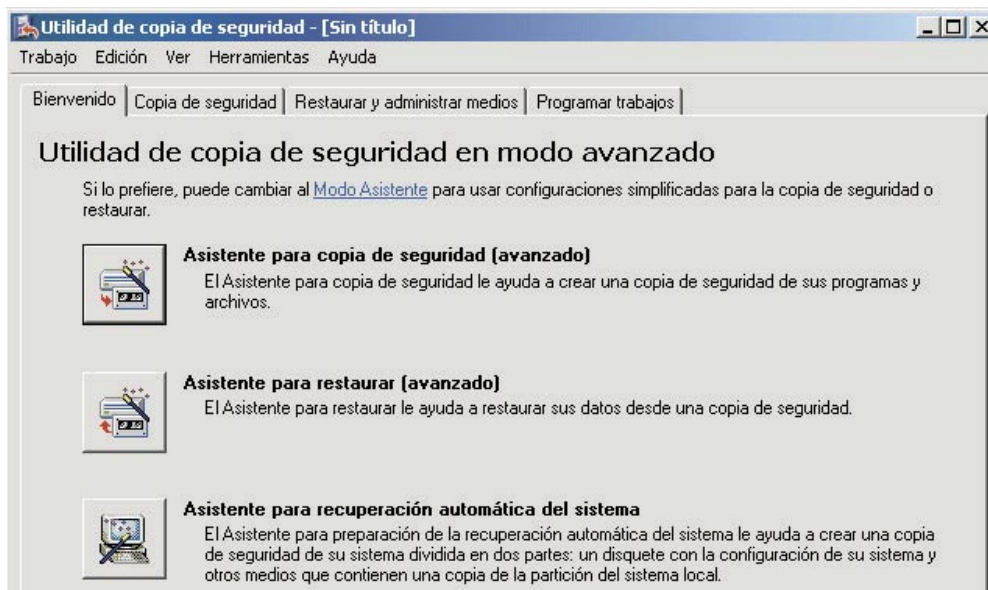 Utilidad de copia de seguridad - [Sin título]
Trabajo Edición Ver Herramientas Ayuda
Bienvenido Copia de seguridad Restaurar y administrar medios Programar trabajos
Utilidad de copia de seguridad en modo avanzado
Si lo prefiere, puede cambiar al Modo Asistente para usar configuraciones simplificadas para la copia de seguridad o
restaurar.
Asistente para copia de seguridad (avanzado)
El Asistente para copia de seguridad le ayuda a crear una copia de seguridad de sus programas y
archivos.
Asistente para restaurar (avanzado)
El Asistente para restaurar le ayuda a restaurar sus datos desde una copia de seguridad.
Asistente para recuperación automática del sistema
El Asistente para preparación de la recuperación automática del sistema le ayuda a crear una copia
de seguridad de su sistema dividida en dos partes: un disquete con la configuración de su sistema y
otros medios que contienen una copia de la partición del sistema local.